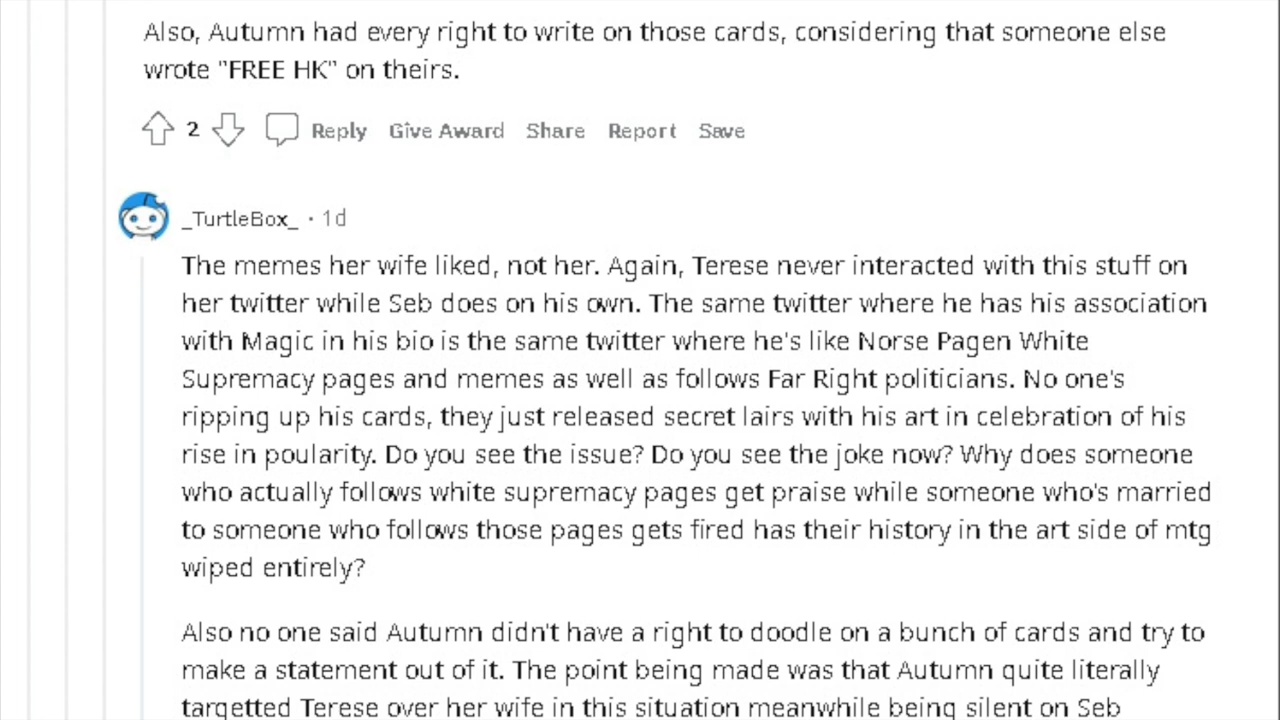 Also, Autumn had every right to write on those cards, considering that someone else
wrote "FREE HK" on theirs.
2 Reply Give Award Share Report Save
_TurtleBox_ · 1d
The memes her wife liked, not her. Again, Terese never interacted with this stuff on
her twitter while Seb does on his own. The same twitter where he has his association
with Magic in his bio is the same twitter where he's like Norse Pagen White
Supremacy pages and memes as well as follows Far Right politicians. No one's
ripping up his cards, they just released secret lairs with his art in celebration of his
rise in poularity. Do you see the issue? Do you see the joke now? Why does someone
who actually follows white supremacy pages get praise while someone who's married
to someone who follows those pages gets fired has their history in the art side of mtg
wiped entirely?
Also no one said Autumn didn't have a right to doodle on a bunch of cards and try to
make a statement out of it. The point being made was that Autumn quite literally
targetted Terese over her wife in this situation meanwhile being silent on Seb